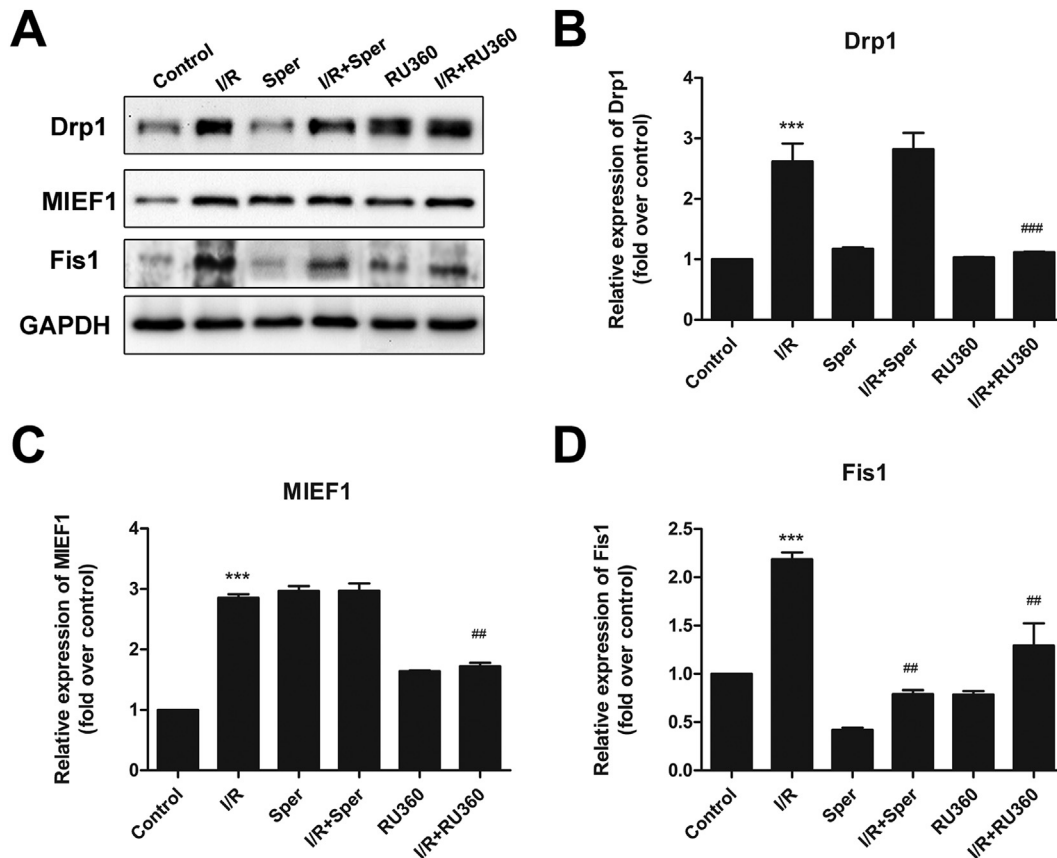 A
Control
I/R
Sper
I/R+Sper
RU360
I/R+RU360
Drp1
MIEF1
Fis1
GAPDH
B
Drp1
Relative expression of Drp1
(fold over control)
4
3
2
1
0
***
###
Control
I/R
Sper
I/R+Sper
RU360
I/R+RU360
C
MIEF1
Relative expression of MIEF1
(fold over control)
4
3
2
1
0
***
##
Control
I/R
Sper
I/R+Sper
RU360
I/R+RU360
D
Fis1
Relative expression of Fis1
(fold over control)
2.5
2.0
1.5
1.0
0.5
0.0
***
##
##
Control
I/R
Sper
I/R+Sper
RU360
I/R+RU360